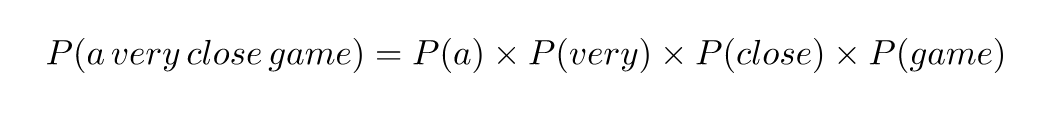 P(a very close game) = P(a) × P(very) × P(close) × P(game)